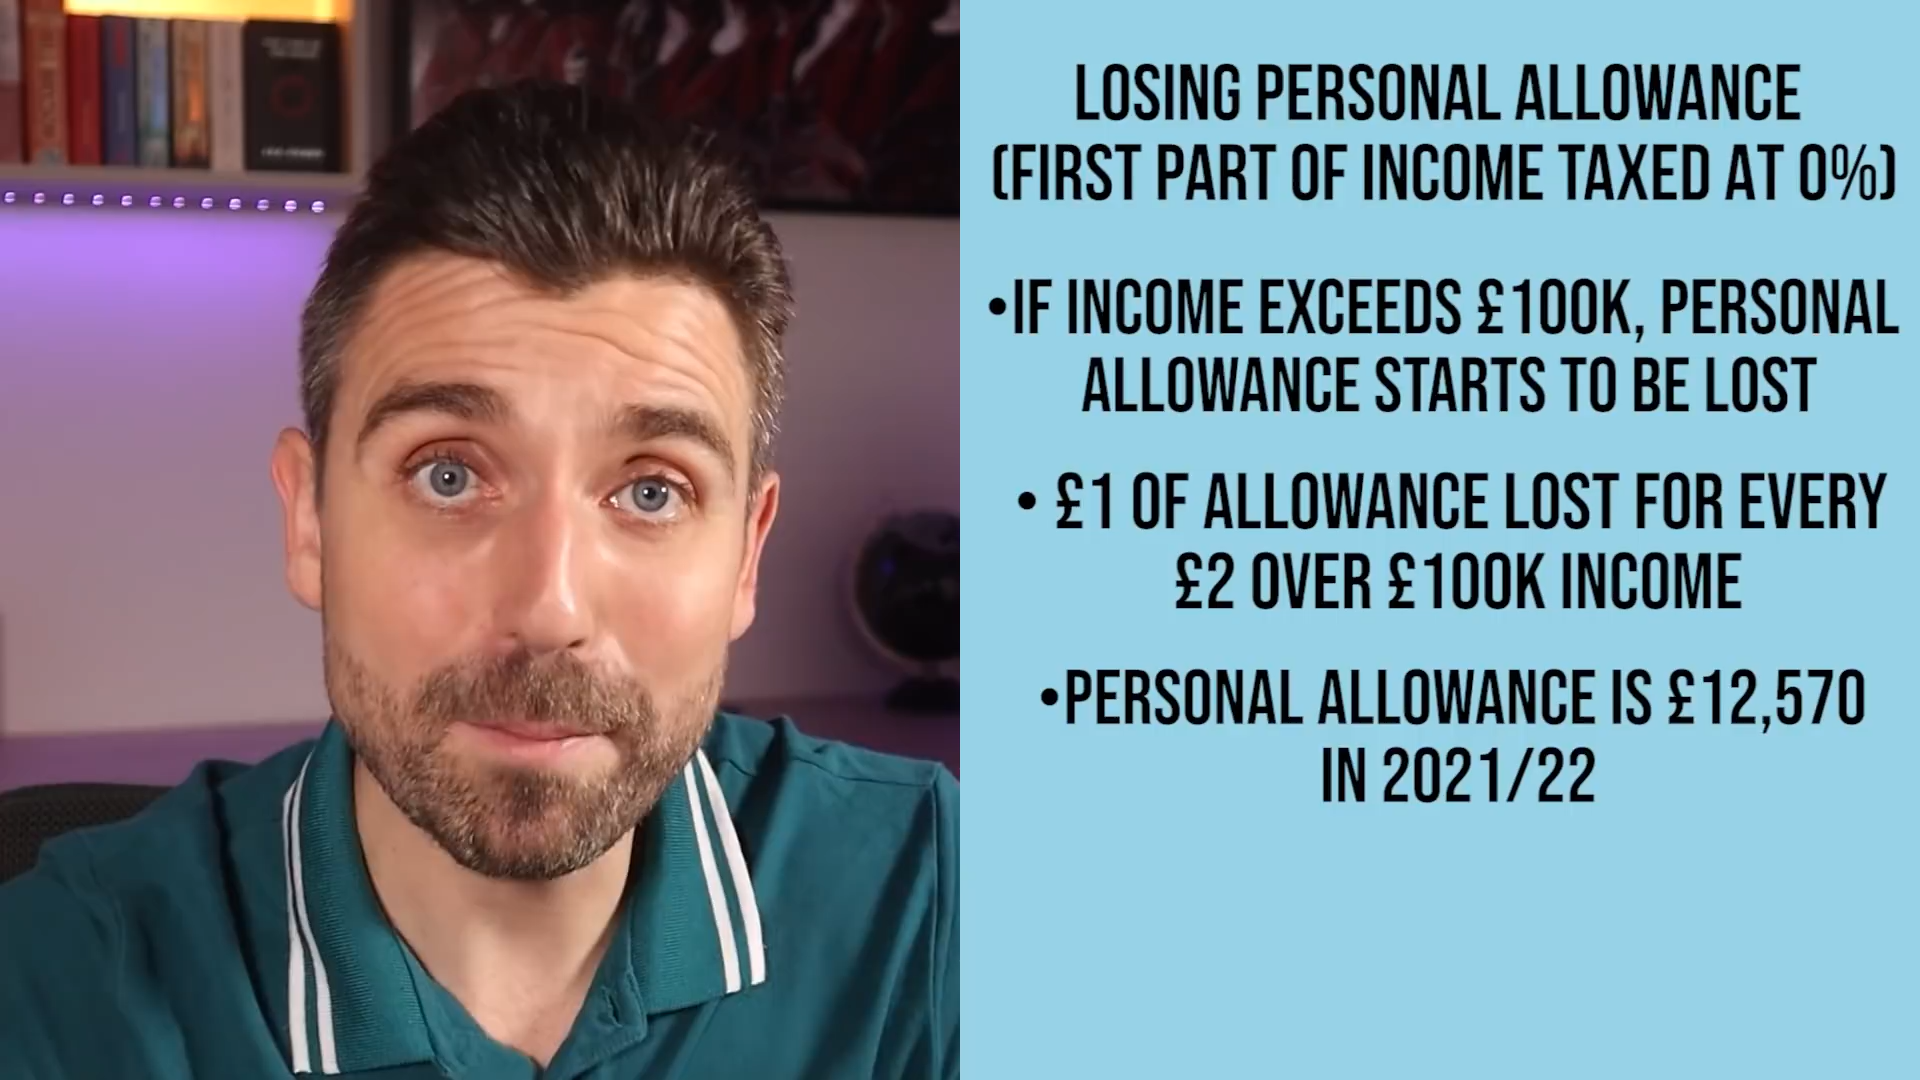 LOSING PERSONAL ALLOWANCE
(FIRST PART OF INCOME TAXED AT 0%)
•IF INCOME EXCEEDS £100K, PERSONAL
ALLOWANCE STARTS TO BE LOST
• £1 OF ALLOWANCE LOST FOR EVERY
£2 OVER £100K INCOME
•PERSONAL ALLOWANCE IS £12,570
IN 2021/22